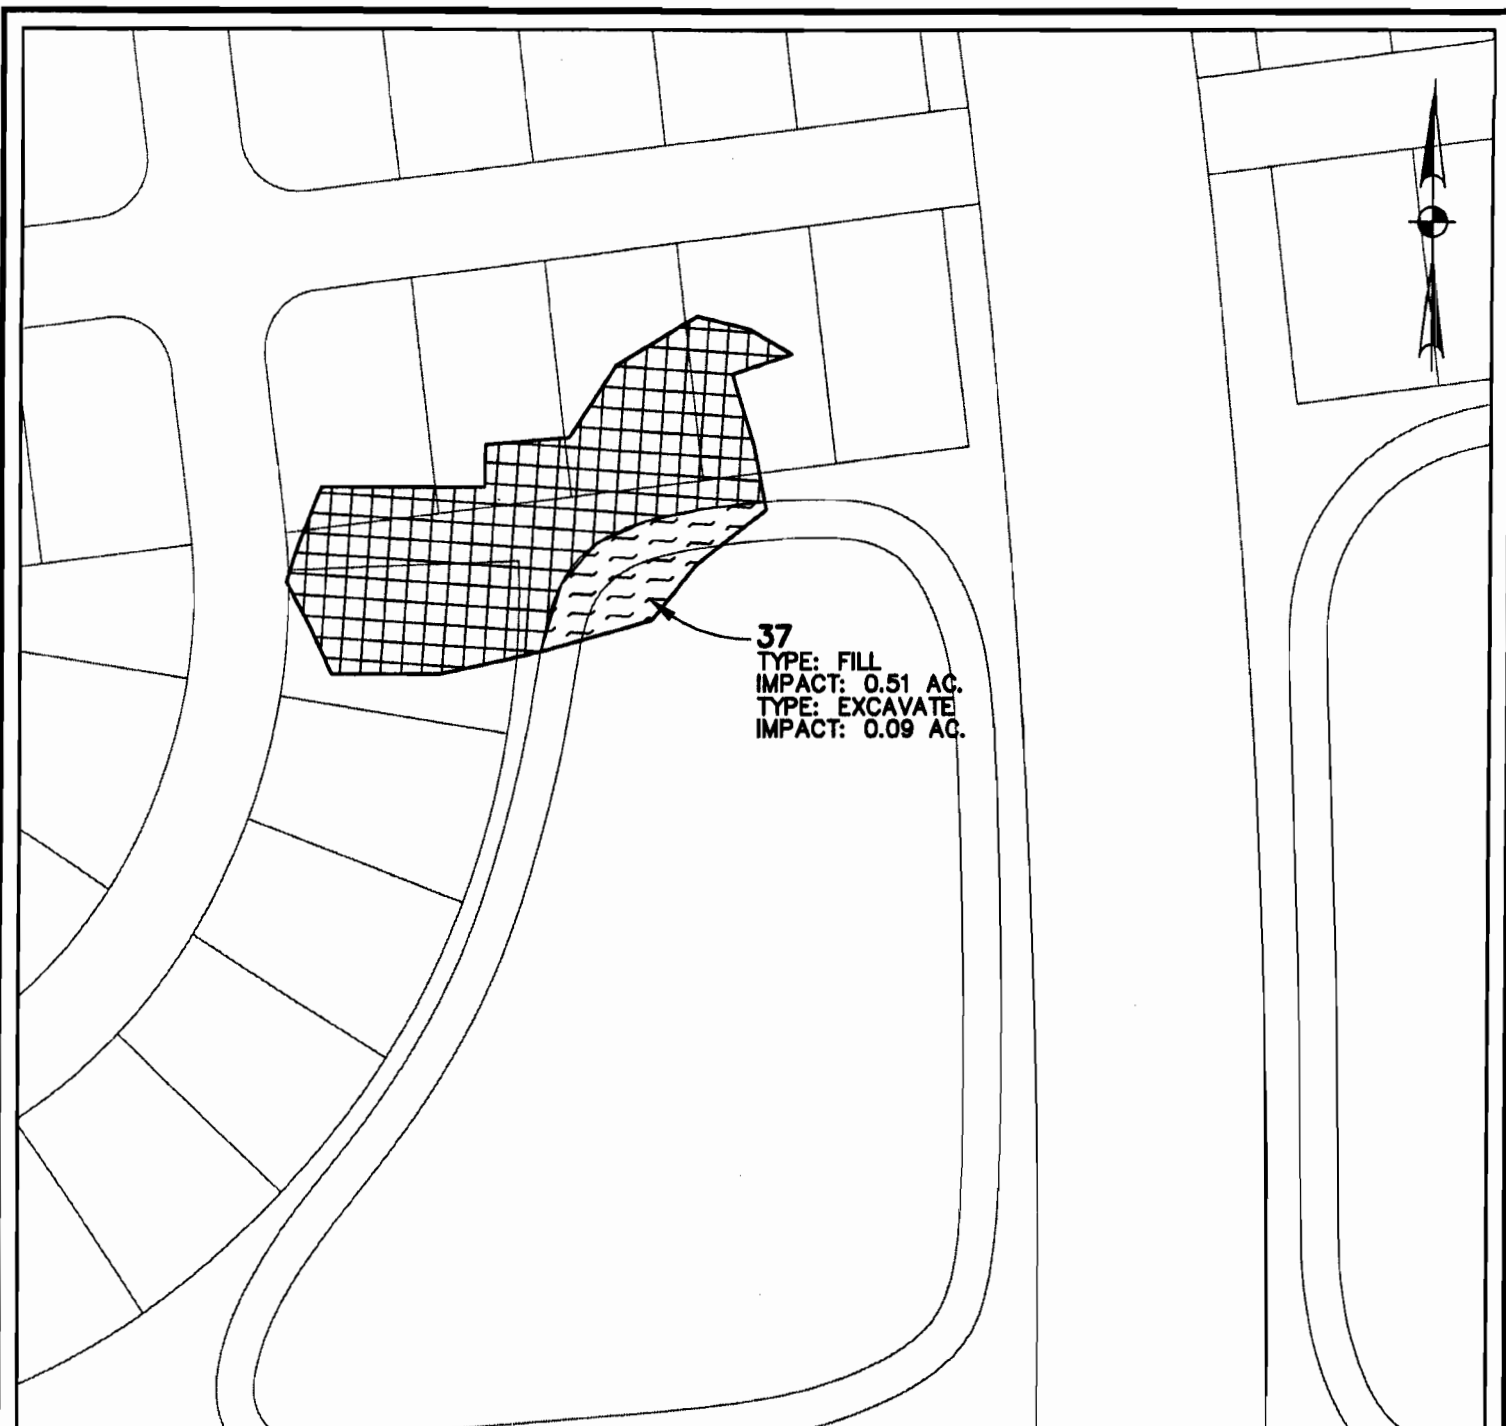 37
TYPE: FILL
IMPACT: 0.51 AC.
TYPE: EXCAVATE
IMPACT: 0.09 AC.